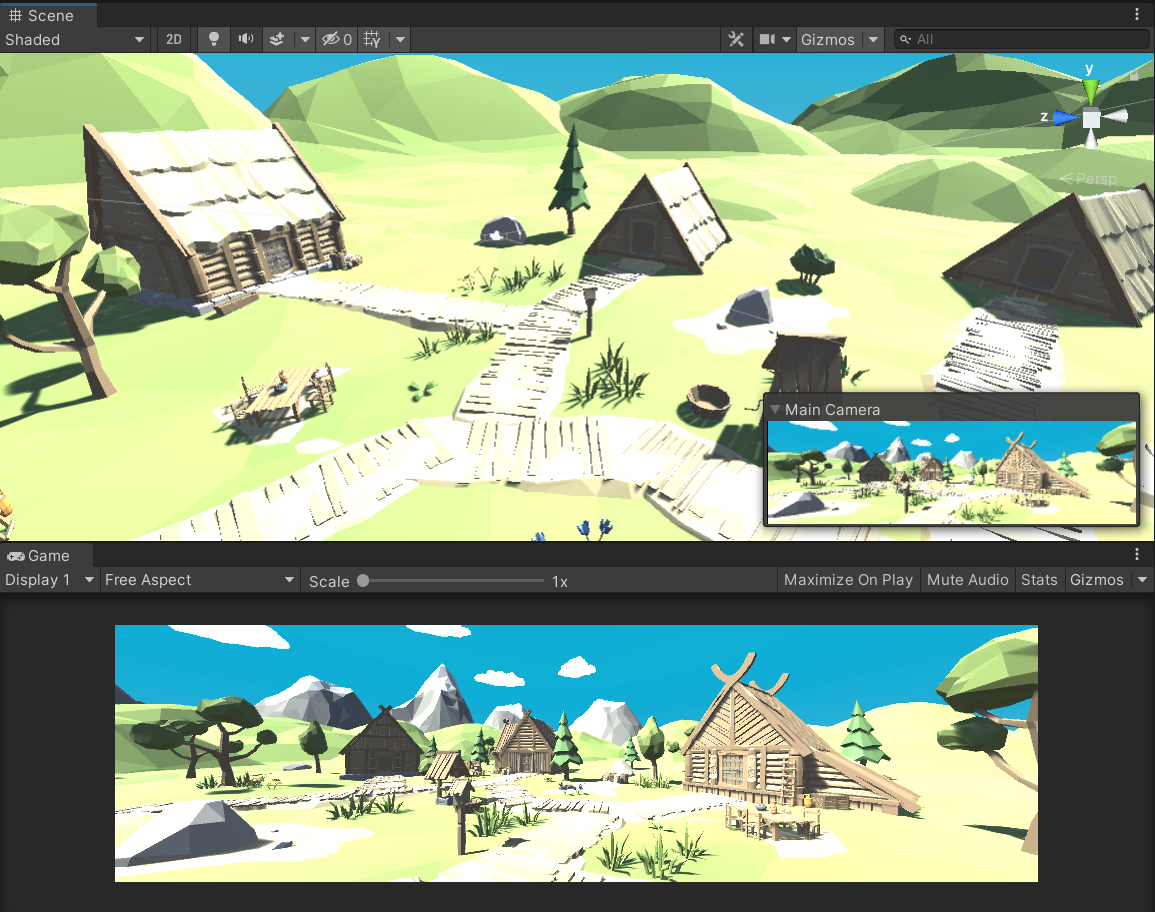 Scene
Shaded 2D 0 Gizmos All
y
z
Persp
Main Camera
Game
Display 1 Free Aspect Scale 1x Maximize On Play Mute Audio Stats Gizmos